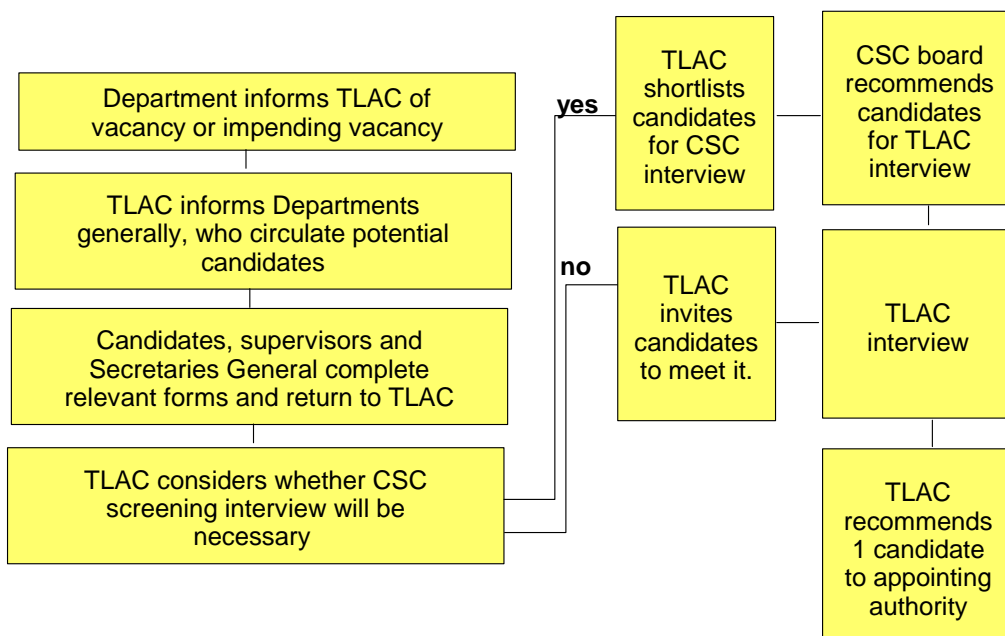 Department informs TLAC of
vacancy or impending vacancy
TLAC informs Departments
generally, who circulate potential
candidates
Candidates, supervisors and
Secretaries General complete
relevant forms and return to TLAC
TLAC considers whether CSC
screening interview will be
necessary
yes
TLAC
shortlists
candidates
for CSC
interview
CSC board
recommends
candidates
for TLAC
interview
no
TLAC
invites
candidates
to meet it.
TLAC
interview
TLAC
recommends
1 candidate
to appointing
authority